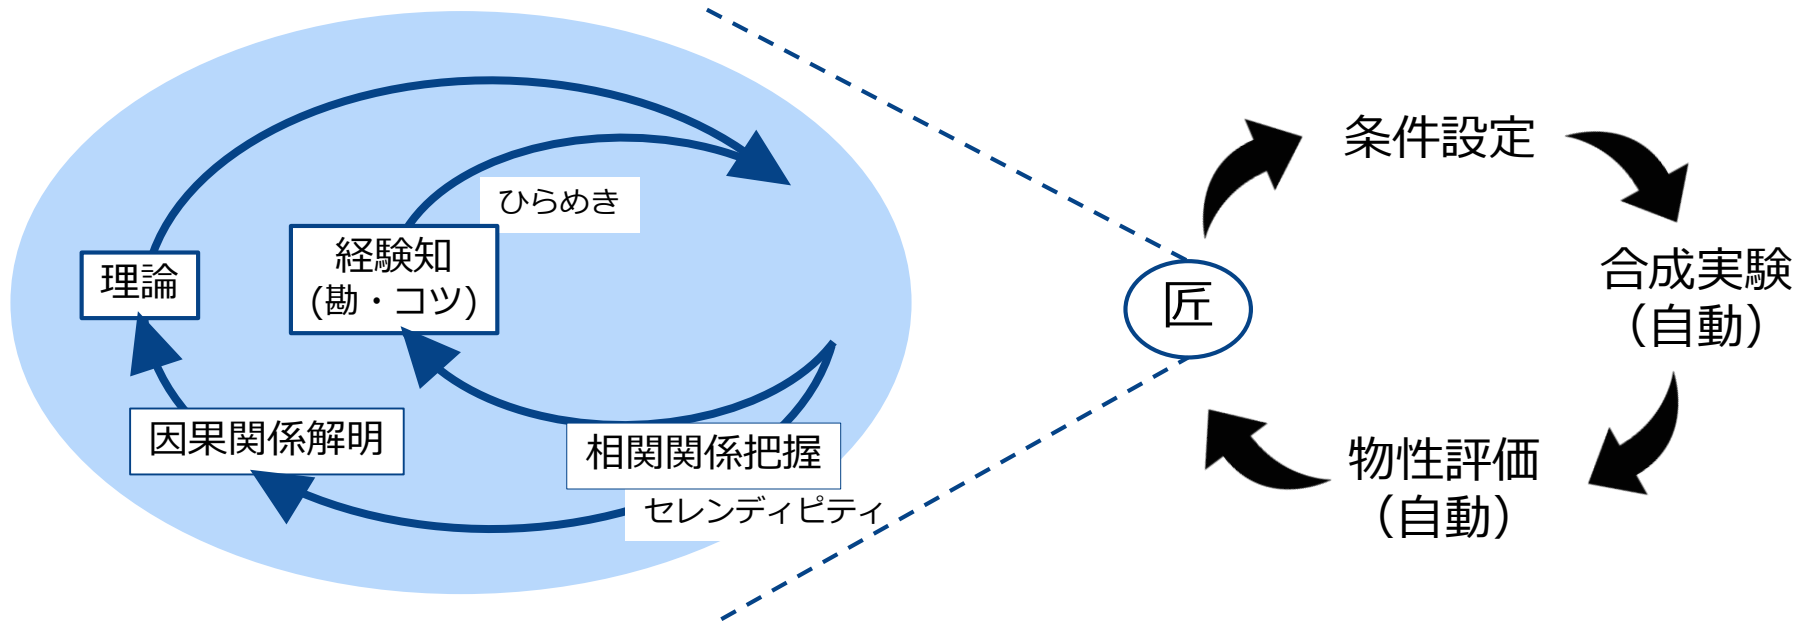 ひらめき
理論
経験知
(勘・コツ)
因果関係解明
相関関係把握
セレンディピティ
匠
条件設定
合成実験
（自動）
物性評価
（自動）